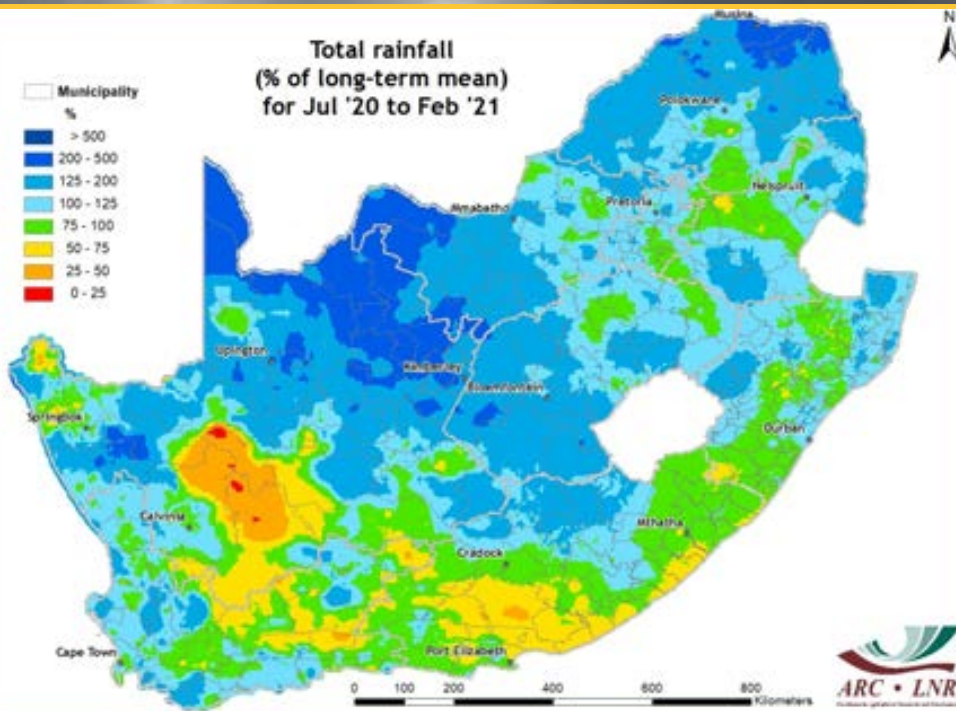 Musina
N
Total rainfall
(% of long-term mean)
for Jul '20 to Feb '21
Municipality
%
> 500
200 - 500
125 - 200
100 - 125
75 - 100
50 - 75
25 - 50
0 - 25
Polokwane
Nelspruit
Pretoria
Mmabatho
Upington
Kimberley
Bloemfontein
Springbok
Durban
Calvinia
Mthatha
Cradock
Cape Town
Port Elizabeth
0 100 200 400 600 800
Kilometers
ARC • LNR